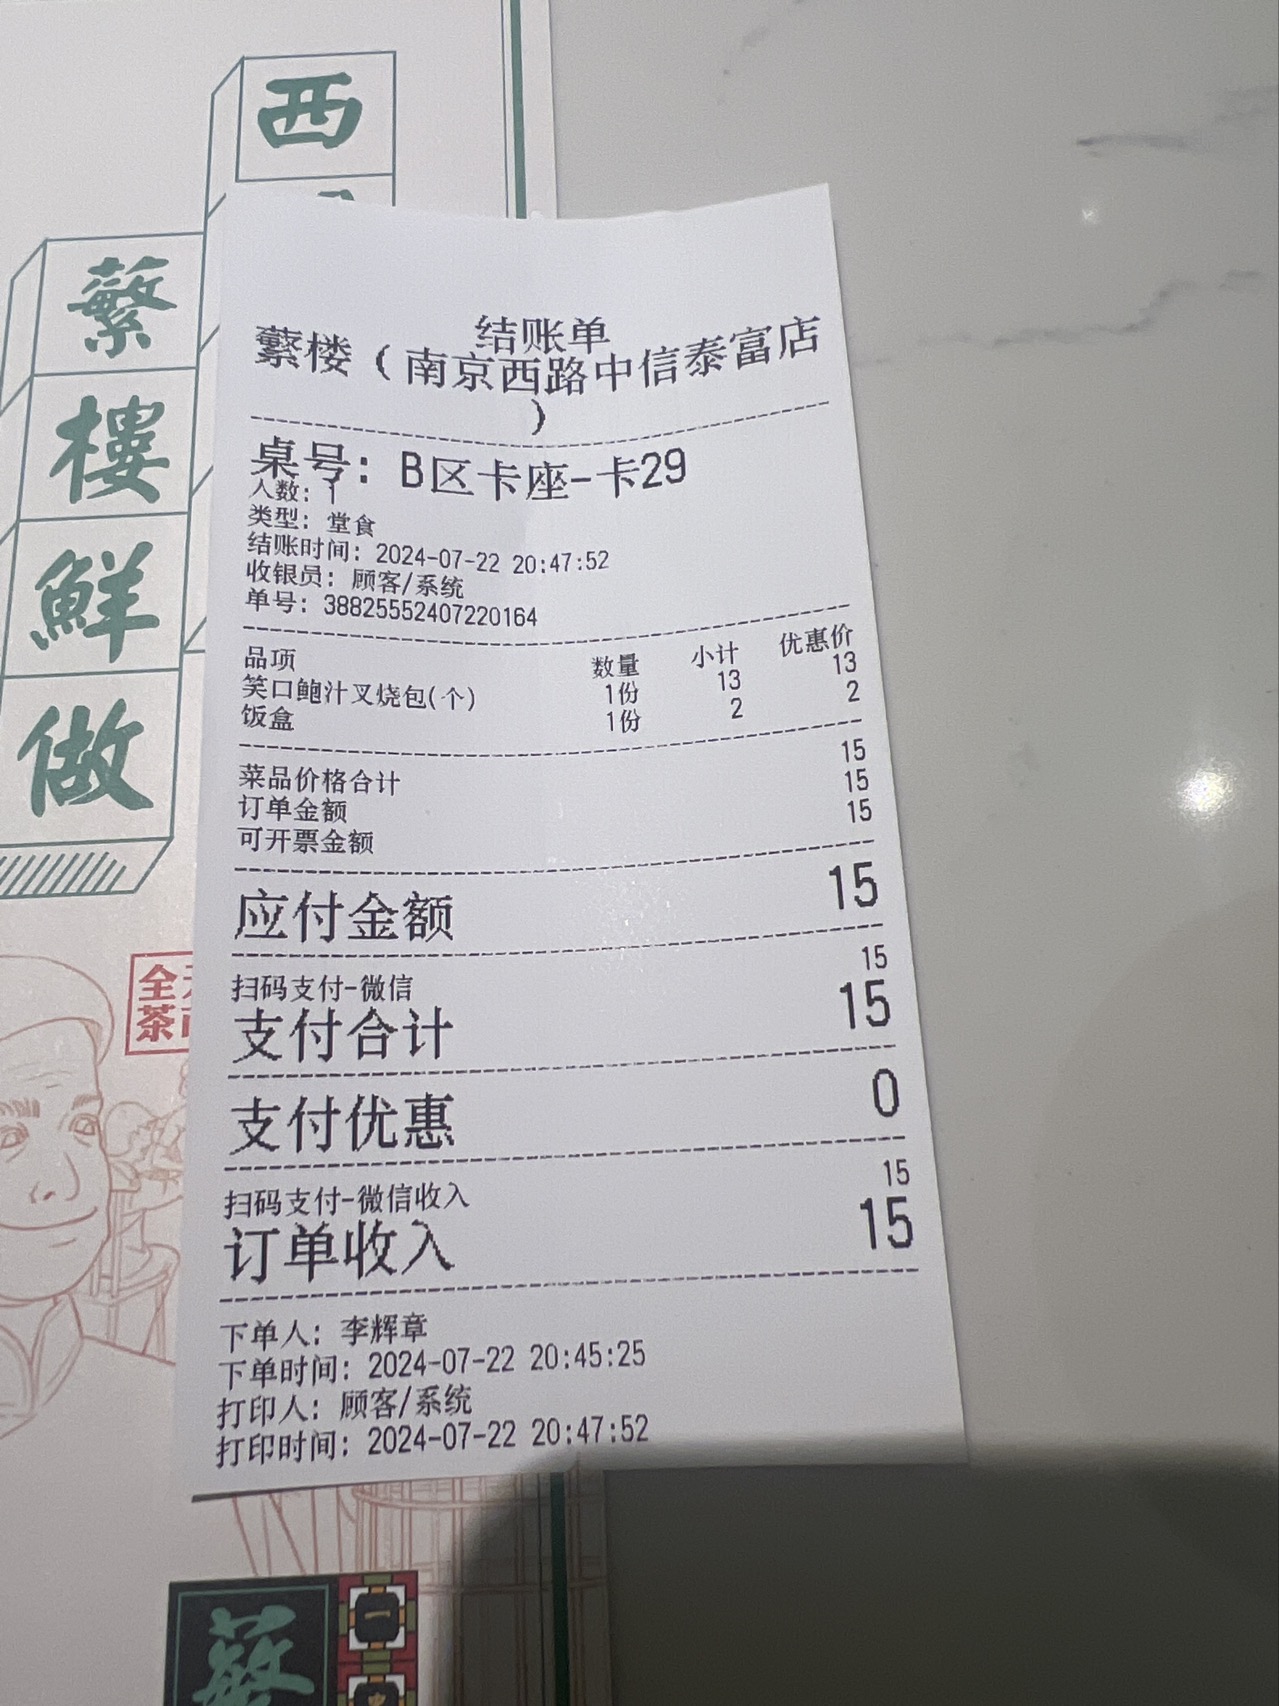 西
蘩
樓
鮮
做
结账单
蘩楼（南京西路中信泰富店
）
桌号：B区卡座-卡29
人数：1
类型：堂食
结账时间：2024-07-22 20:47:52
收银员：顾客/系统
单号：38825552407220164
品项 数量 小计 优惠价
笑口鲍汁叉烧包(个) 1份 13 13
饭盒 1份 2 2
菜品价格合计 15
订单金额 15
可开票金额 15
应付金额 15
扫码支付-微信 15
支付合计 15
支付优惠 0
扫码支付-微信收入 15
订单收入 15
下单人：李辉章
下单时间：2024-07-22 20:45:25
打印人：顾客/系统
打印时间：2024-07-22 20:47:52
全
茶
蘩
一